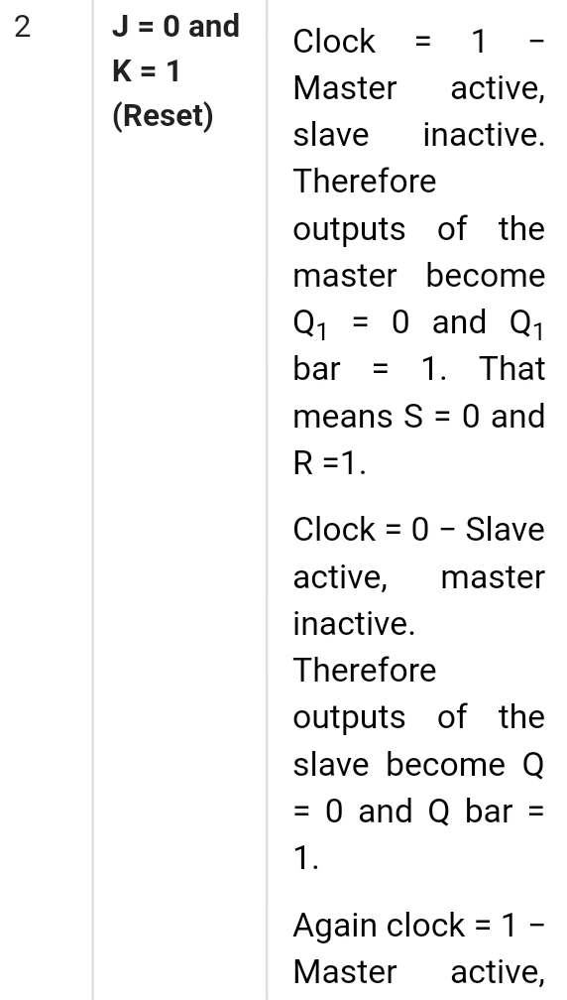 2
J = 0 and
K = 1
(Reset)
Clock = 1 −
Master active,
slave inactive.
Therefore
outputs of the
master become
Q₁ = 0 and Q₁
bar = 1. That
means S = 0 and
R =1.
Clock = 0 − Slave
active, master
inactive.
Therefore
outputs of the
slave become Q
= 0 and Q bar =
1.
Again clock = 1 −
Master active,